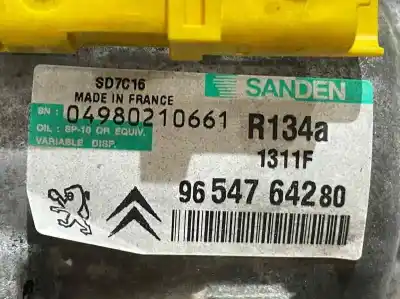 SD7C16
MADE IN FRANCE
SANDEN
SN: 04980210661
OIL: SP-10 OR EQUIV.
VARIABLE DISP.
R134a
1311F
96 547 642 80